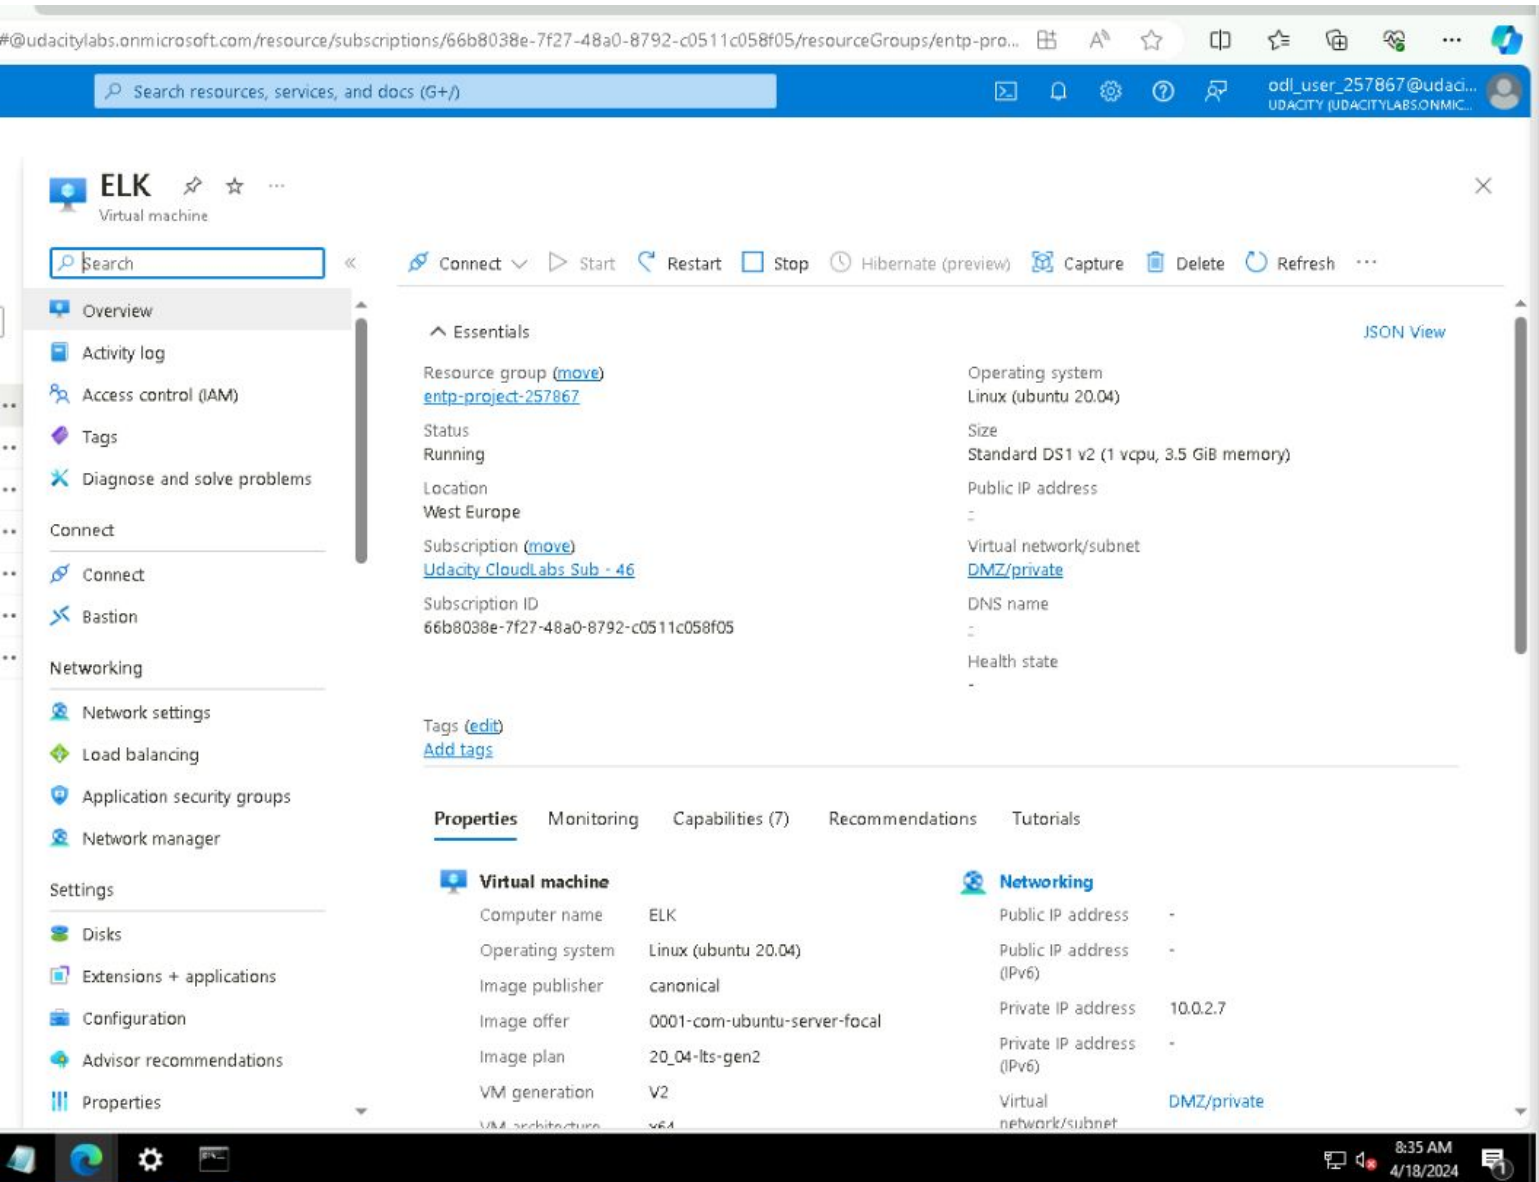 #@udacitylabs.onmicrosoft.com/resource/subscriptions/66b8038e-7f27-48a0-8792-c0511c058f05/resourceGroups/entp-pro...
Search resources, services, and docs (G+/)
odl_user_257867@udaci...
UDACITY (UDACITYLABS.ONMIC...
ELK
Virtual machine
Search
Connect
Start
Restart
Stop
Hibernate (preview)
Capture
Delete
Refresh
Overview
Activity log
Access control (IAM)
Tags
Diagnose and solve problems
Connect
Connect
Bastion
Networking
Network settings
Load balancing
Application security groups
Network manager
Settings
Disks
Extensions + applications
Configuration
Advisor recommendations
Properties
Essentials
JSON View
Resource group (move)
entp-project-257867
Status
Running
Location
West Europe
Subscription (move)
Udacity CloudLabs Sub - 46
Subscription ID
66b8038e-7f27-48a0-8792-c0511c058f05
Operating system
Linux (ubuntu 20.04)
Size
Standard DS1 v2 (1 vcpu, 3.5 GiB memory)
Public IP address
-
Virtual network/subnet
DMZ/private
DNS name
-
Health state
-
Tags (edit)
Add tags
Properties
Monitoring
Capabilities (7)
Recommendations
Tutorials
Virtual machine
Computer name ELK
Operating system Linux (ubuntu 20.04)
Image publisher canonical
Image offer 0001-com-ubuntu-server-focal
Image plan 20_04-lts-gen2
VM generation V2
VM architecture x64
Networking
Public IP address -
Public IP address -
(IPv6)
Private IP address 10.0.2.7
Private IP address -
(IPv6)
Virtual DMZ/private
network/subnet
8:35 AM
4/18/2024
1